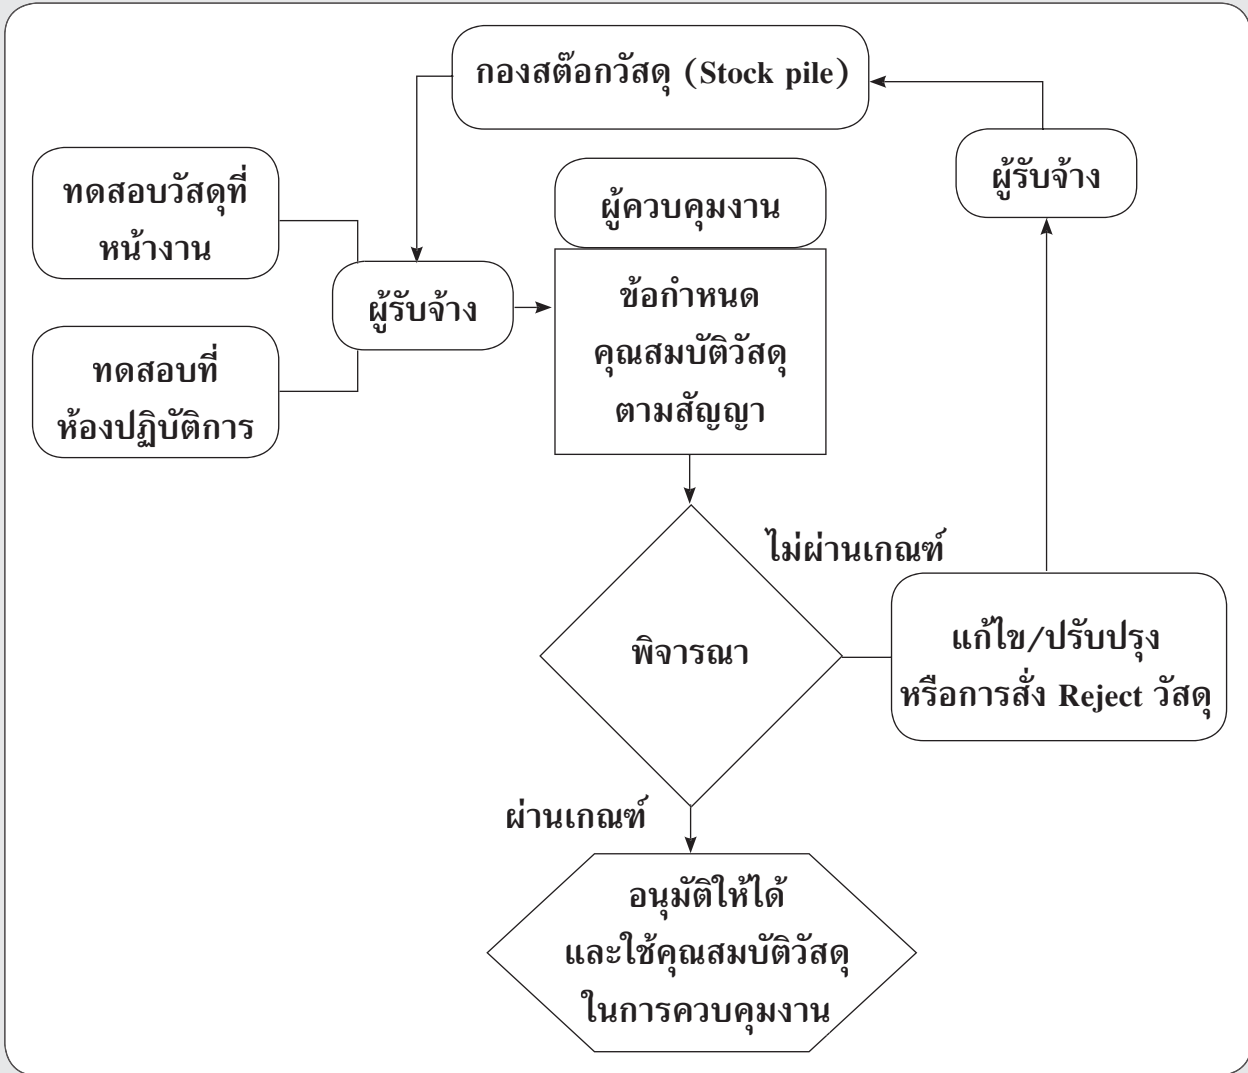 กองสต๊อกวัสดุ (Stock pile)
ผู้รับจ้าง
ทดสอบวัสดุที่
หน้างาน
ผู้ควบคุมงาน
ผู้รับจ้าง
ข้อกำหนด
คุณสมบัติวัสดุ
ตามสัญญา
ทดสอบที่
ห้องปฏิบัติการ
ไม่ผ่านเกณฑ์
พิจารณา
แก้ไข/ปรับปรุง
หรือการสั่ง Reject วัสดุ
ผ่านเกณฑ์
อนุมัติให้ได้
และใช้คุณสมบัติวัสดุ
ในการควบคุมงาน